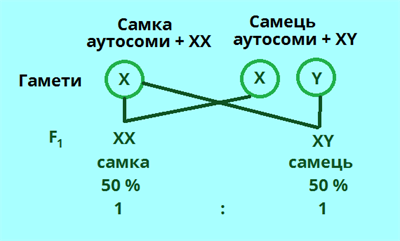 Самка Самець
аутосоми + XX аутосоми + XY
Гамети X X Y
F1 XX XY
самка самець
50 % 50 %
1 : 1